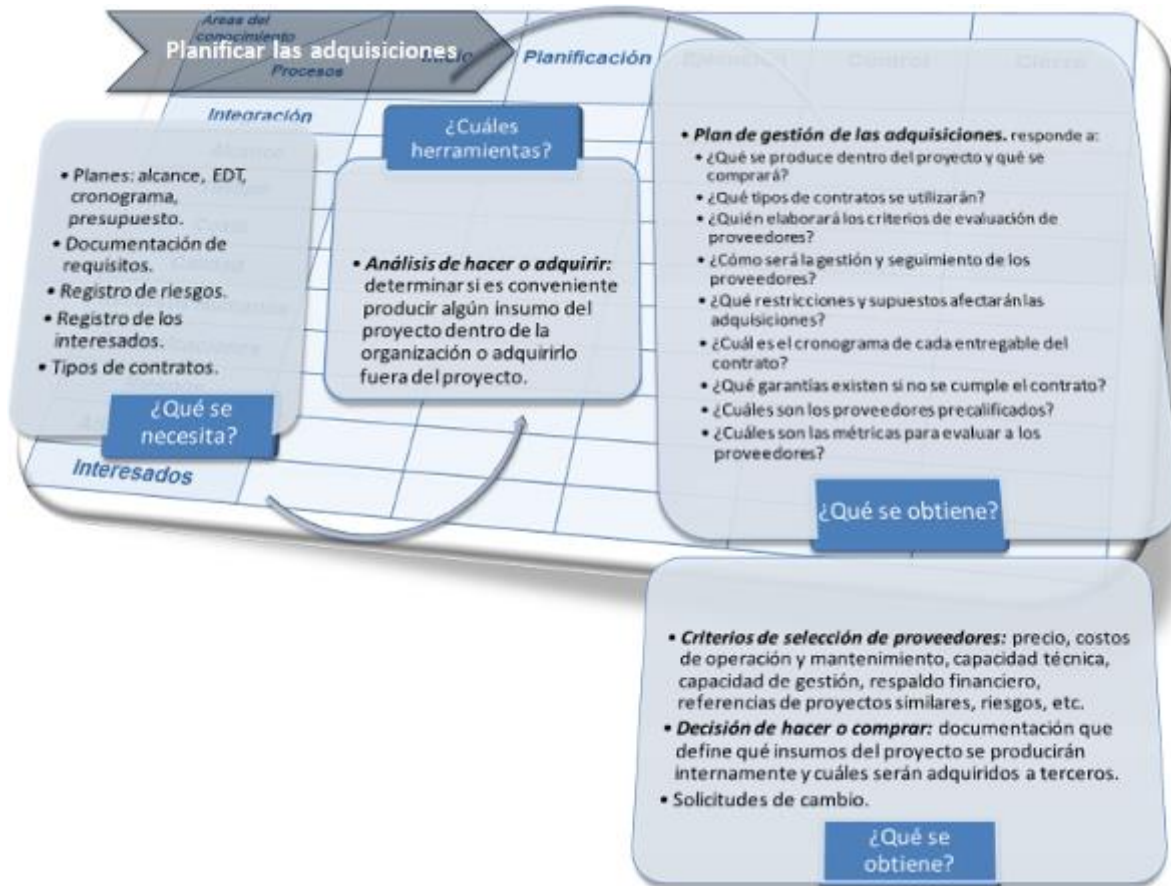 Areas del
conocimiento
Planificar las adquisiciones
Procesos
Inicio
Planificación
Ejecución
Control
Cierre
Integración
• Planes: alcance, EDT,
cronograma,
presupuesto.
• Documentación de
requisitos.
• Registro de riesgos.
• Registro de los
interesados.
• Tipos de contratos.
¿Qué se
necesita?
Interesados
¿Cuáles
herramientas?
• Análisis de hacer o adquirir:
determinar si es conveniente
producir algún insumo del
proyecto dentro de la
organización o adquirirlo
fuera del proyecto.
• Plan de gestión de las adquisiciones. responde a:
• ¿Qué se produce dentro del proyecto y qué se
comprará?
• ¿Qué tipos de contratos se utilizarán?
• ¿Quién elaborará los criterios de evaluación de
proveedores?
• ¿Cómo será la gestión y seguimiento de los
proveedores?
• ¿Qué restricciones y supuestos afectarán las
adquisiciones?
• ¿Cuál es el cronograma de cada entregable del
contrato?
• ¿Qué garantías existen si no se cumple el contrato?
• ¿Cuáles son los proveedores precalificados?
• ¿Cuáles son las métricas para evaluar a los
proveedores?
¿Qué se obtiene?
• Criterios de selección de proveedores: precio, costos
de operación y mantenimiento, capacidad técnica,
capacidad de gestión, respaldo financiero,
referencias de proyectos similares, riesgos, etc.
• Decisión de hacer o comprar: documentación que
define qué insumos del proyecto se producirán
internamente y cuáles serán adquiridos a terceros.
• Solicitudes de cambio.
¿Qué se
obtiene?